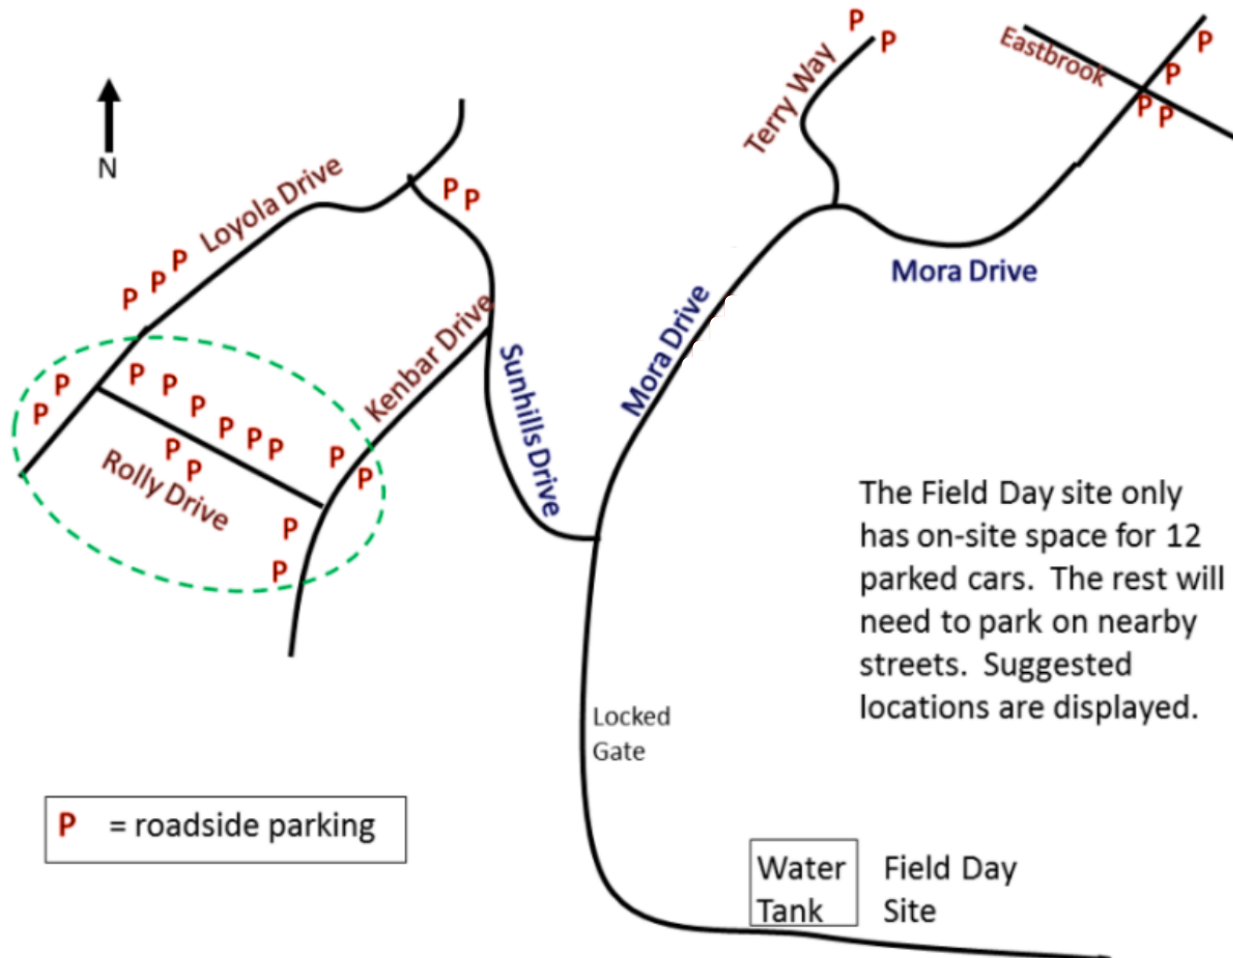 P
P
P
Eastbrook
P
P P
Terry Way
N
P P
Loyola Drive
P P P
Mora Drive
Mora Drive
Kenbar Drive
Sunhills Drive
P P
P P P P P P
P P
P P
P P
Rolly Drive
The Field Day site only
has on-site space for 12
parked cars. The rest will
need to park on nearby
streets. Suggested
locations are displayed.
Locked
Gate
P = roadside parking
Water
Tank
Field Day
Site